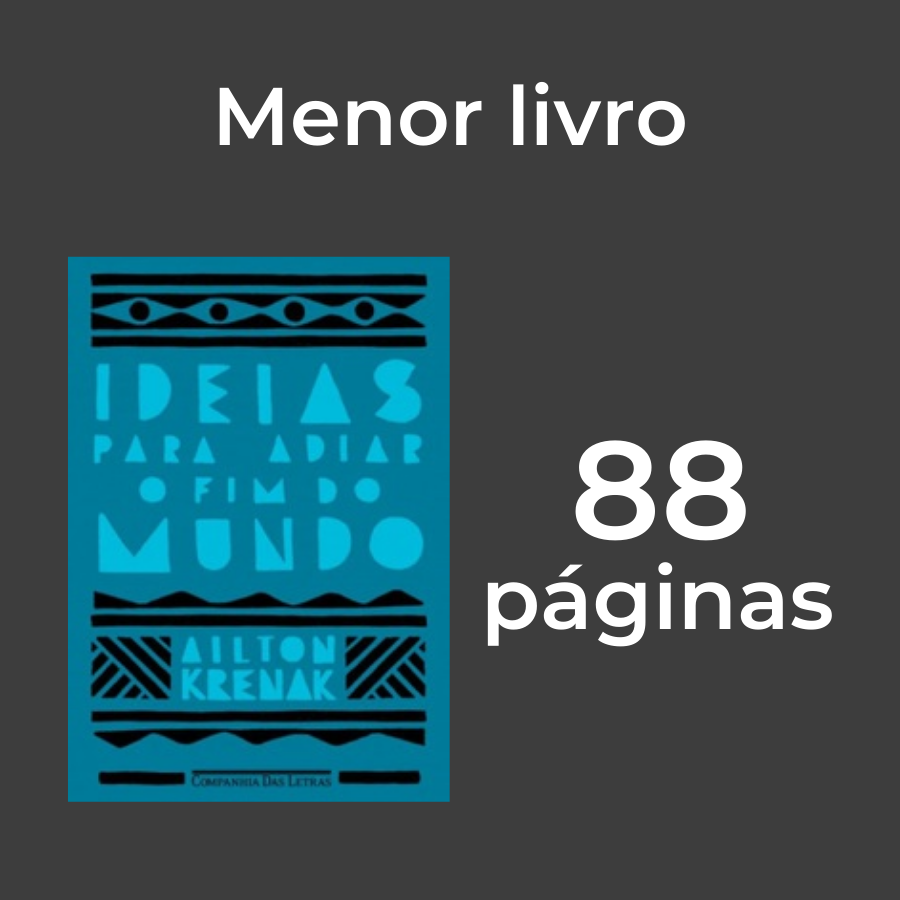 Menor livro
IDEIAS
PARA ADIAR
O FIM DO
MUNDO
AILTON
KRENAK
COMPANHIA DAS LETRAS
88
páginas